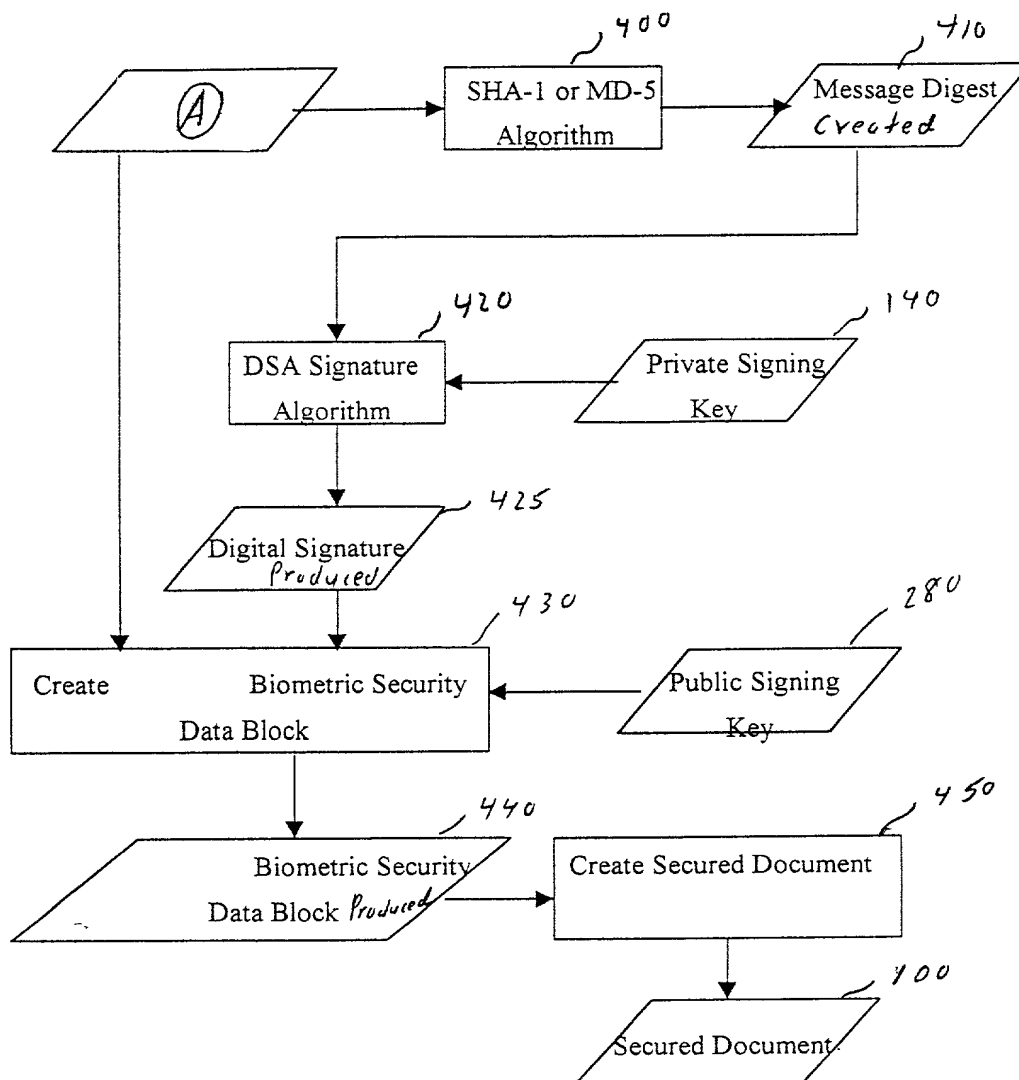 400
410
A
SHA-1 or MD-5
Algorithm
Message Digest
Created
420
140
DSA Signature
Algorithm
Private Signing
Key
425
Digital Signature
Produced
430
280
Create Biometric Security
Data Block
Public Signing
Key
440
450
Biometric Security
Data Block Produced
Create Secured Document
100
Secured Document